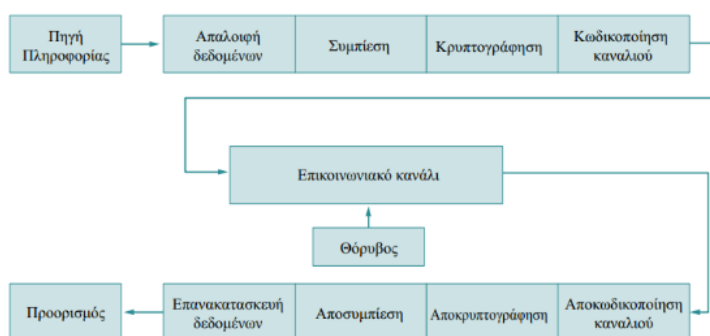 Πηγή
Πληροφορίας
Απαλοιφή
δεδομένων
Συμπίεση
Κρυπτογράφηση
Κωδικοποίηση
καναλιού
Επικοινωνιακό κανάλι
Θόρυβος
Προορισμός
Επανακατασκευή
δεδομένων
Αποσυμπίεση
Αποκρυπτογράφηση
Αποκωδικοποίηση
καναλιού